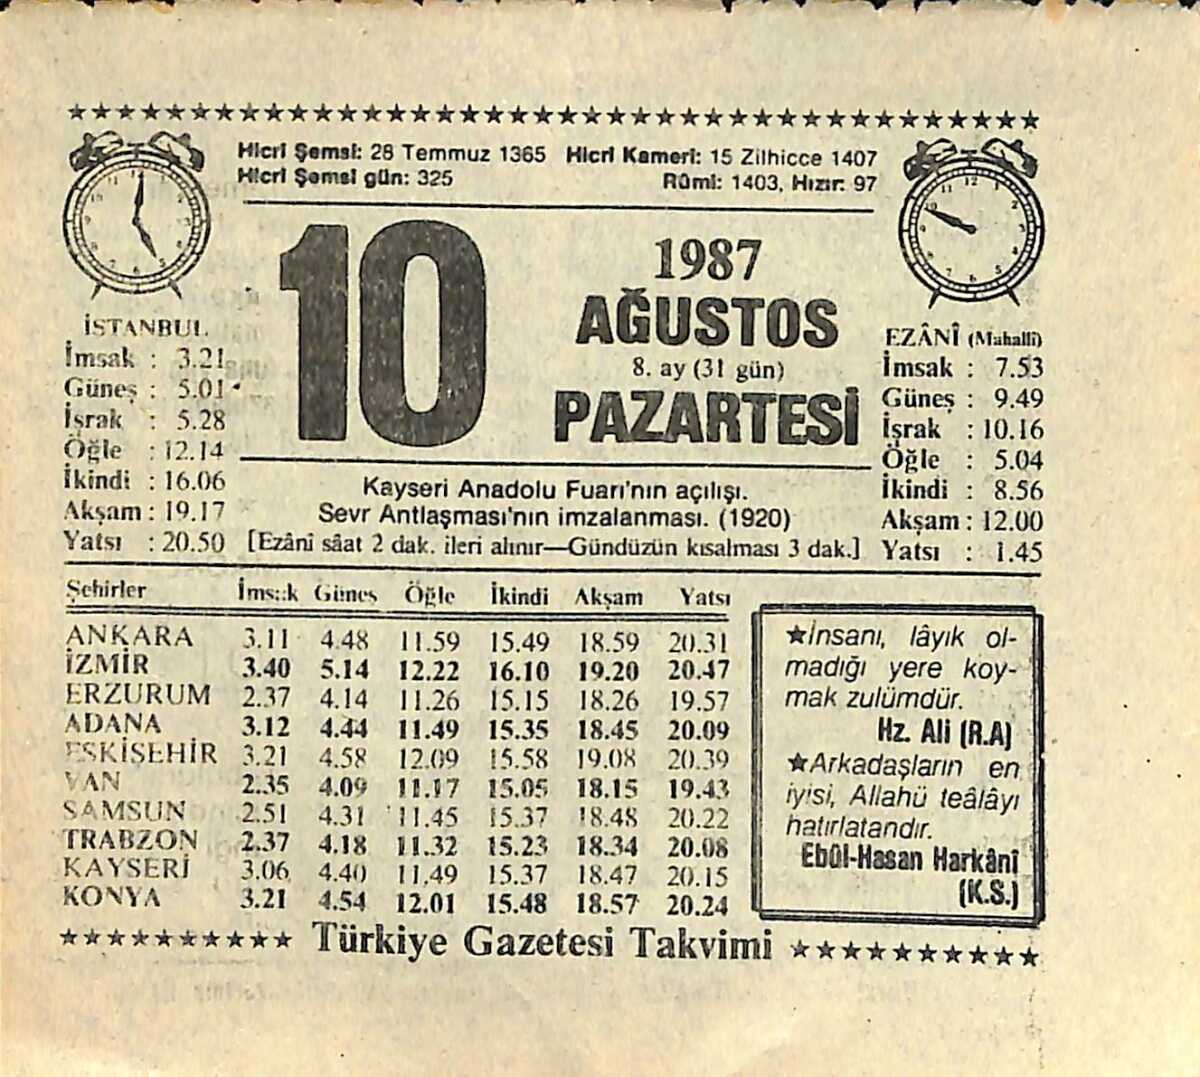 Hicrî Şemsî: 28 Temmuz 1365 Hicrî Kamerî: 15 Zilhicce 1407
Hicrî Şemsî gün: 325 Rûmî: 1403, Hızır: 97
10
1987
AĞUSTOS
8. ay (31 gün)
PAZARTESİ
İSTANBUL
İmsak : 3.21
Güneş : 5.01
İşrak : 5.28
Öğle : 12.14
İkindi : 16.06
Akşam : 19.17
Yatsı : 20.50
EZÂNÎ (Mahallî)
İmsak : 7.53
Güneş : 9.49
İşrak : 10.16
Öğle : 5.04
İkindi : 8.56
Akşam : 12.00
Yatsı : 1.45
Kayseri Anadolu Fuarı'nın açılışı.
Sevr Antlaşması'nın imzalanması. (1920)
[Ezânî sâat 2 dak. ileri alınır—Gündüzün kısalması 3 dak.]
Şehirler İmsak Güneş Öğle İkindi Akşam Yatsı
ANKARA 3.11 4.48 11.59 15.49 18.59 20.31
İZMİR 3.40 5.14 12.22 16.10 19.20 20.47
ERZURUM 2.37 4.14 11.26 15.15 18.26 19.57
ADANA 3.12 4.44 11.49 15.35 18.45 20.09
ESKİSEHİR 3.21 4.58 12.09 15.58 19.08 20.39
VAN 2.35 4.09 11.17 15.05 18.15 19.43
SAMSUN 2.51 4.31 11.45 15.37 18.48 20.22
TRABZON 2.37 4.18 11.32 15.23 18.34 20.08
KAYSERİ 3.06 4.40 11.49 15.37 18.47 20.15
KONYA 3.21 4.54 12.01 15.48 18.57 20.24
★İnsanı, lâyık ol-
madığı yere koy-
mak zulümdür.
Hz. Ali (R.A)
★Arkadaşların en
iyisi, Allahü teâlâyı
hatırlatandır.
Ebûl-Hasan Harkânî
(K.S.)
Türkiye Gazetesi Takvimi